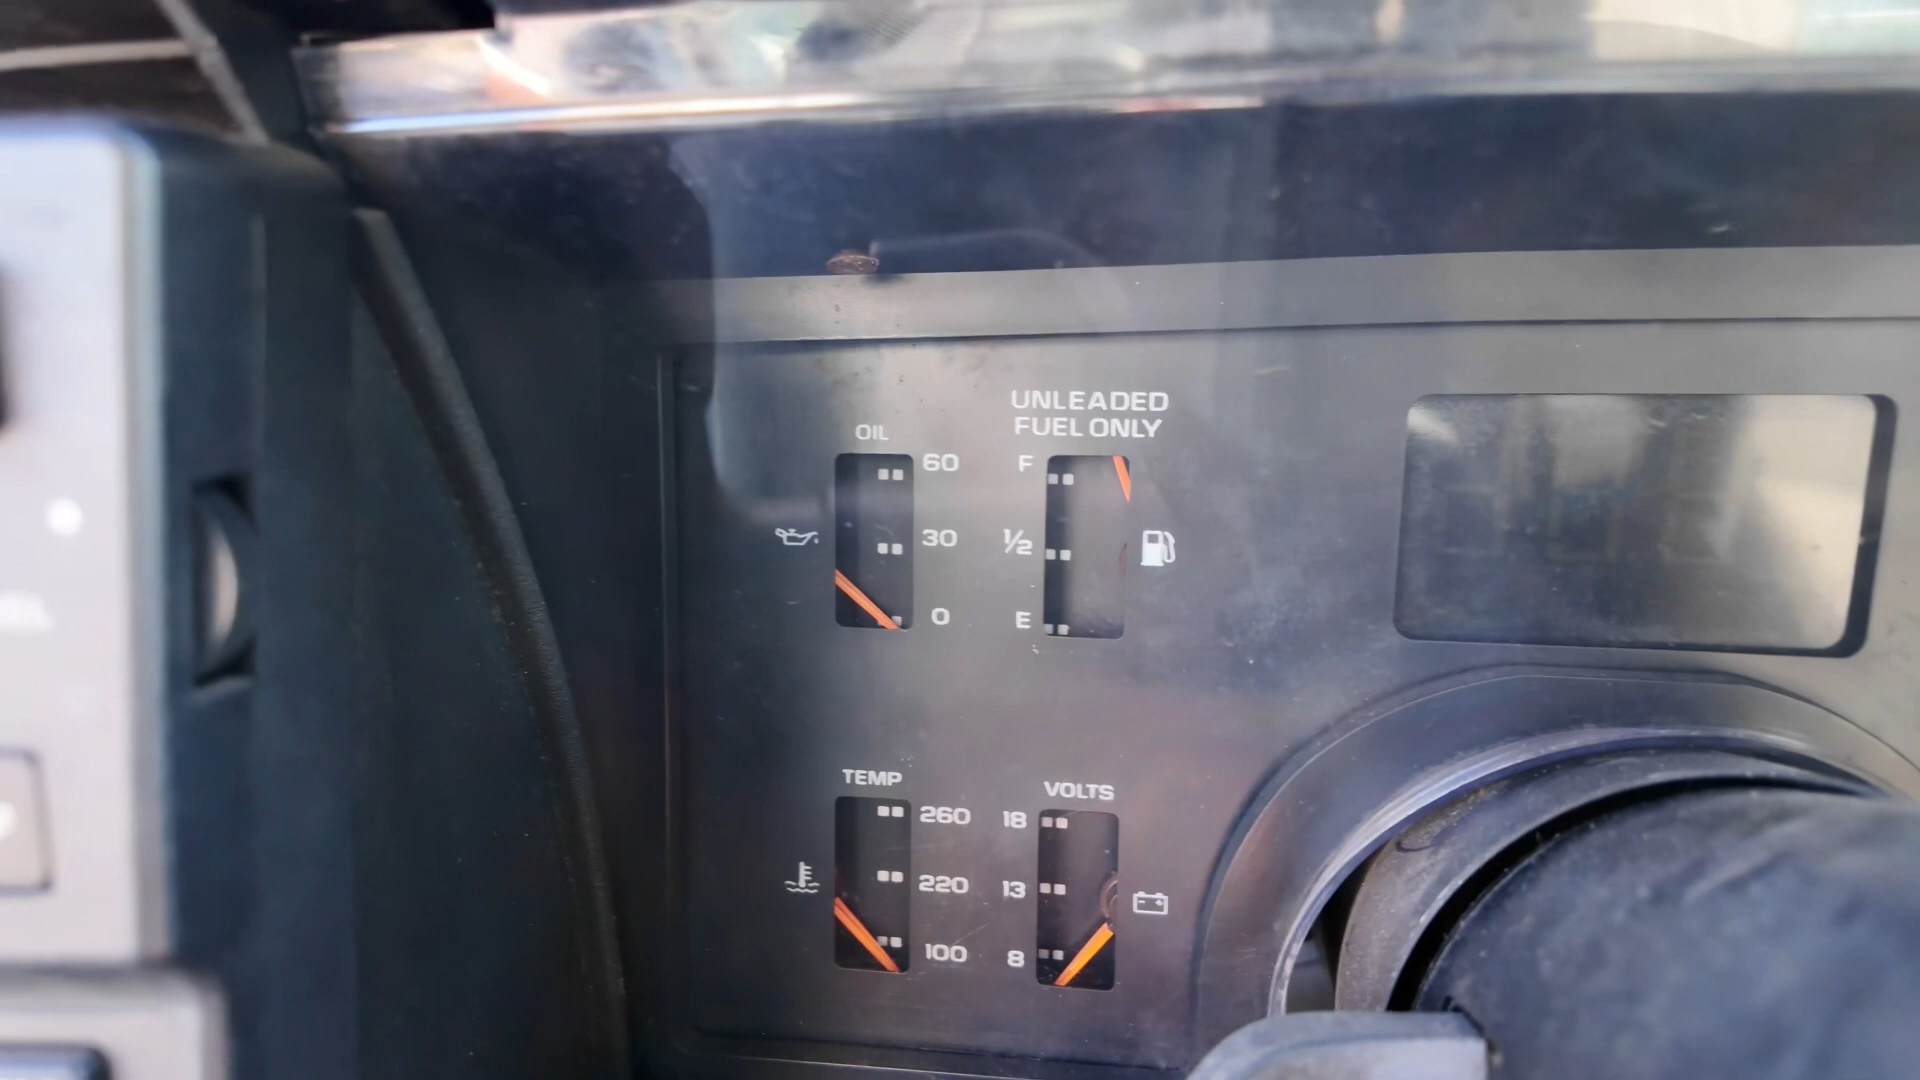 OIL
60
30
0
UNLEADED
FUEL ONLY
F
½
E
TEMP
260
220
100
VOLTS
18
13
8